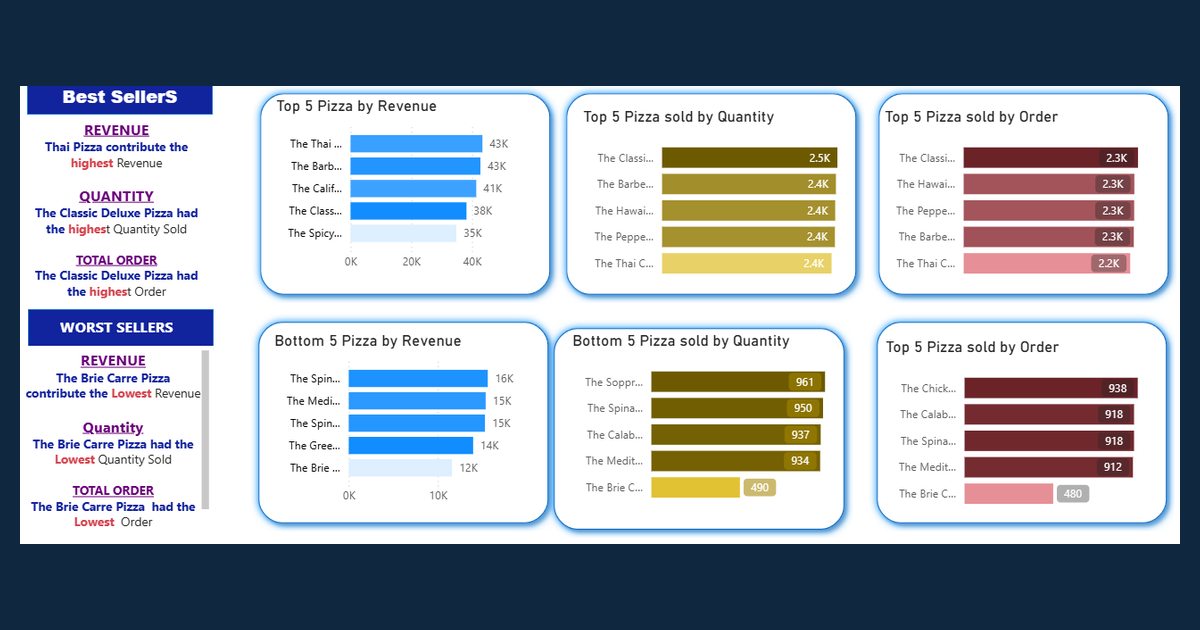 Best SellerS
REVENUE
Thai Pizza contribute the
highest Revenue
QUANTITY
The Classic Deluxe Pizza had
the highest Quantity Sold
TOTAL ORDER
The Classic Deluxe Pizza had
the highest Order
WORST SELLERS
REVENUE
The Brie Carre Pizza
contribute the Lowest Revenue
Quantity
The Brie Carre Pizza had the
Lowest Quantity Sold
TOTAL ORDER
The Brie Carre Pizza had the
Lowest Order
Top 5 Pizza by Revenue
The Thai ... 43K
The Barb... 43K
The Calif... 41K
The Class... 38K
The Spicy... 35K
0K 20K 40K
Top 5 Pizza sold by Quantity
The Classi... 2.5K
The Barbe... 2.4K
The Hawai... 2.4K
The Peppe... 2.4K
The Thai C... 2.4K
Top 5 Pizza sold by Order
The Classi... 2.3K
The Hawai... 2.3K
The Peppe... 2.3K
The Barbe... 2.3K
The Thai C... 2.2K
Bottom 5 Pizza by Revenue
The Spin... 16K
The Medi... 15K
The Spin... 15K
The Gree... 14K
The Brie ... 12K
0K 10K
Bottom 5 Pizza sold by Quantity
The Soppr... 961
The Spina... 950
The Calab... 937
The Medit... 934
The Brie C... 490
Top 5 Pizza sold by Order
The Chick... 938
The Calab... 918
The Spina... 918
The Medit... 912
The Brie C... 480